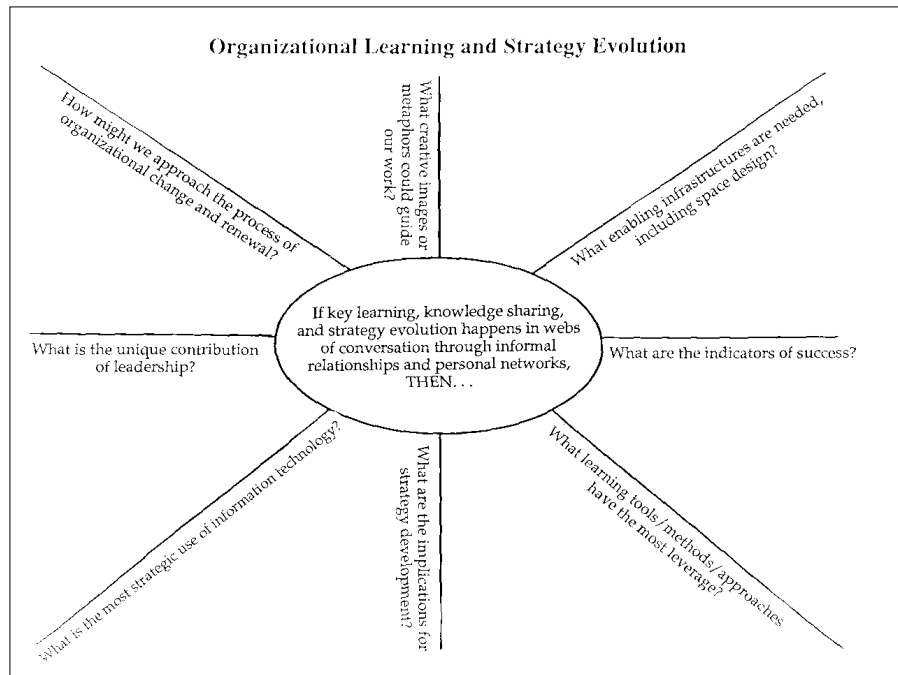 Organizational Learning and Strategy Evolution
How might we approach the process of
organizational change and renewal?
What creative images or
metaphors could guide
our work?
What enabling infrastructures are needed,
including space design?
If key learning, knowledge sharing,
and strategy evolution happens in webs
of conversation through informal
relationships and personal networks,
THEN. . .
What is the unique contribution
of leadership?
What are the indicators of success?
What is the most strategic use of information technology?
What are the implications for
strategy development?
What learning tools/methods/approaches
have the most leverage?